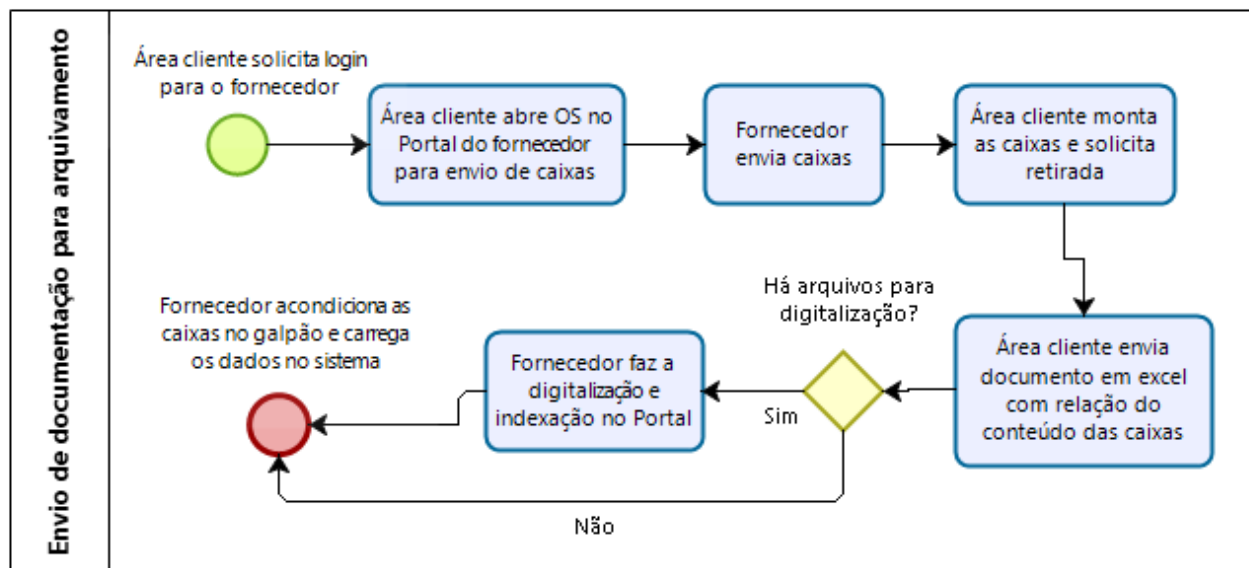 Envio de documentação para arquivamento
Área cliente solicita login
para o fornecedor
Área cliente abre OS no
Portal do fornecedor
para envio de caixas
Fornecedor
envia caixas
Área cliente monta
as caixas e solicita
retirada
Área cliente envia
documento em excel
com relação do
conteúdo das caixas
Há arquivos para
digitalização?
Sim
Fornecedor faz a
digitalização e
indexação no Portal
Fornecedor acondiciona as
caixas no galpão e carrega
os dados no sistema
Não